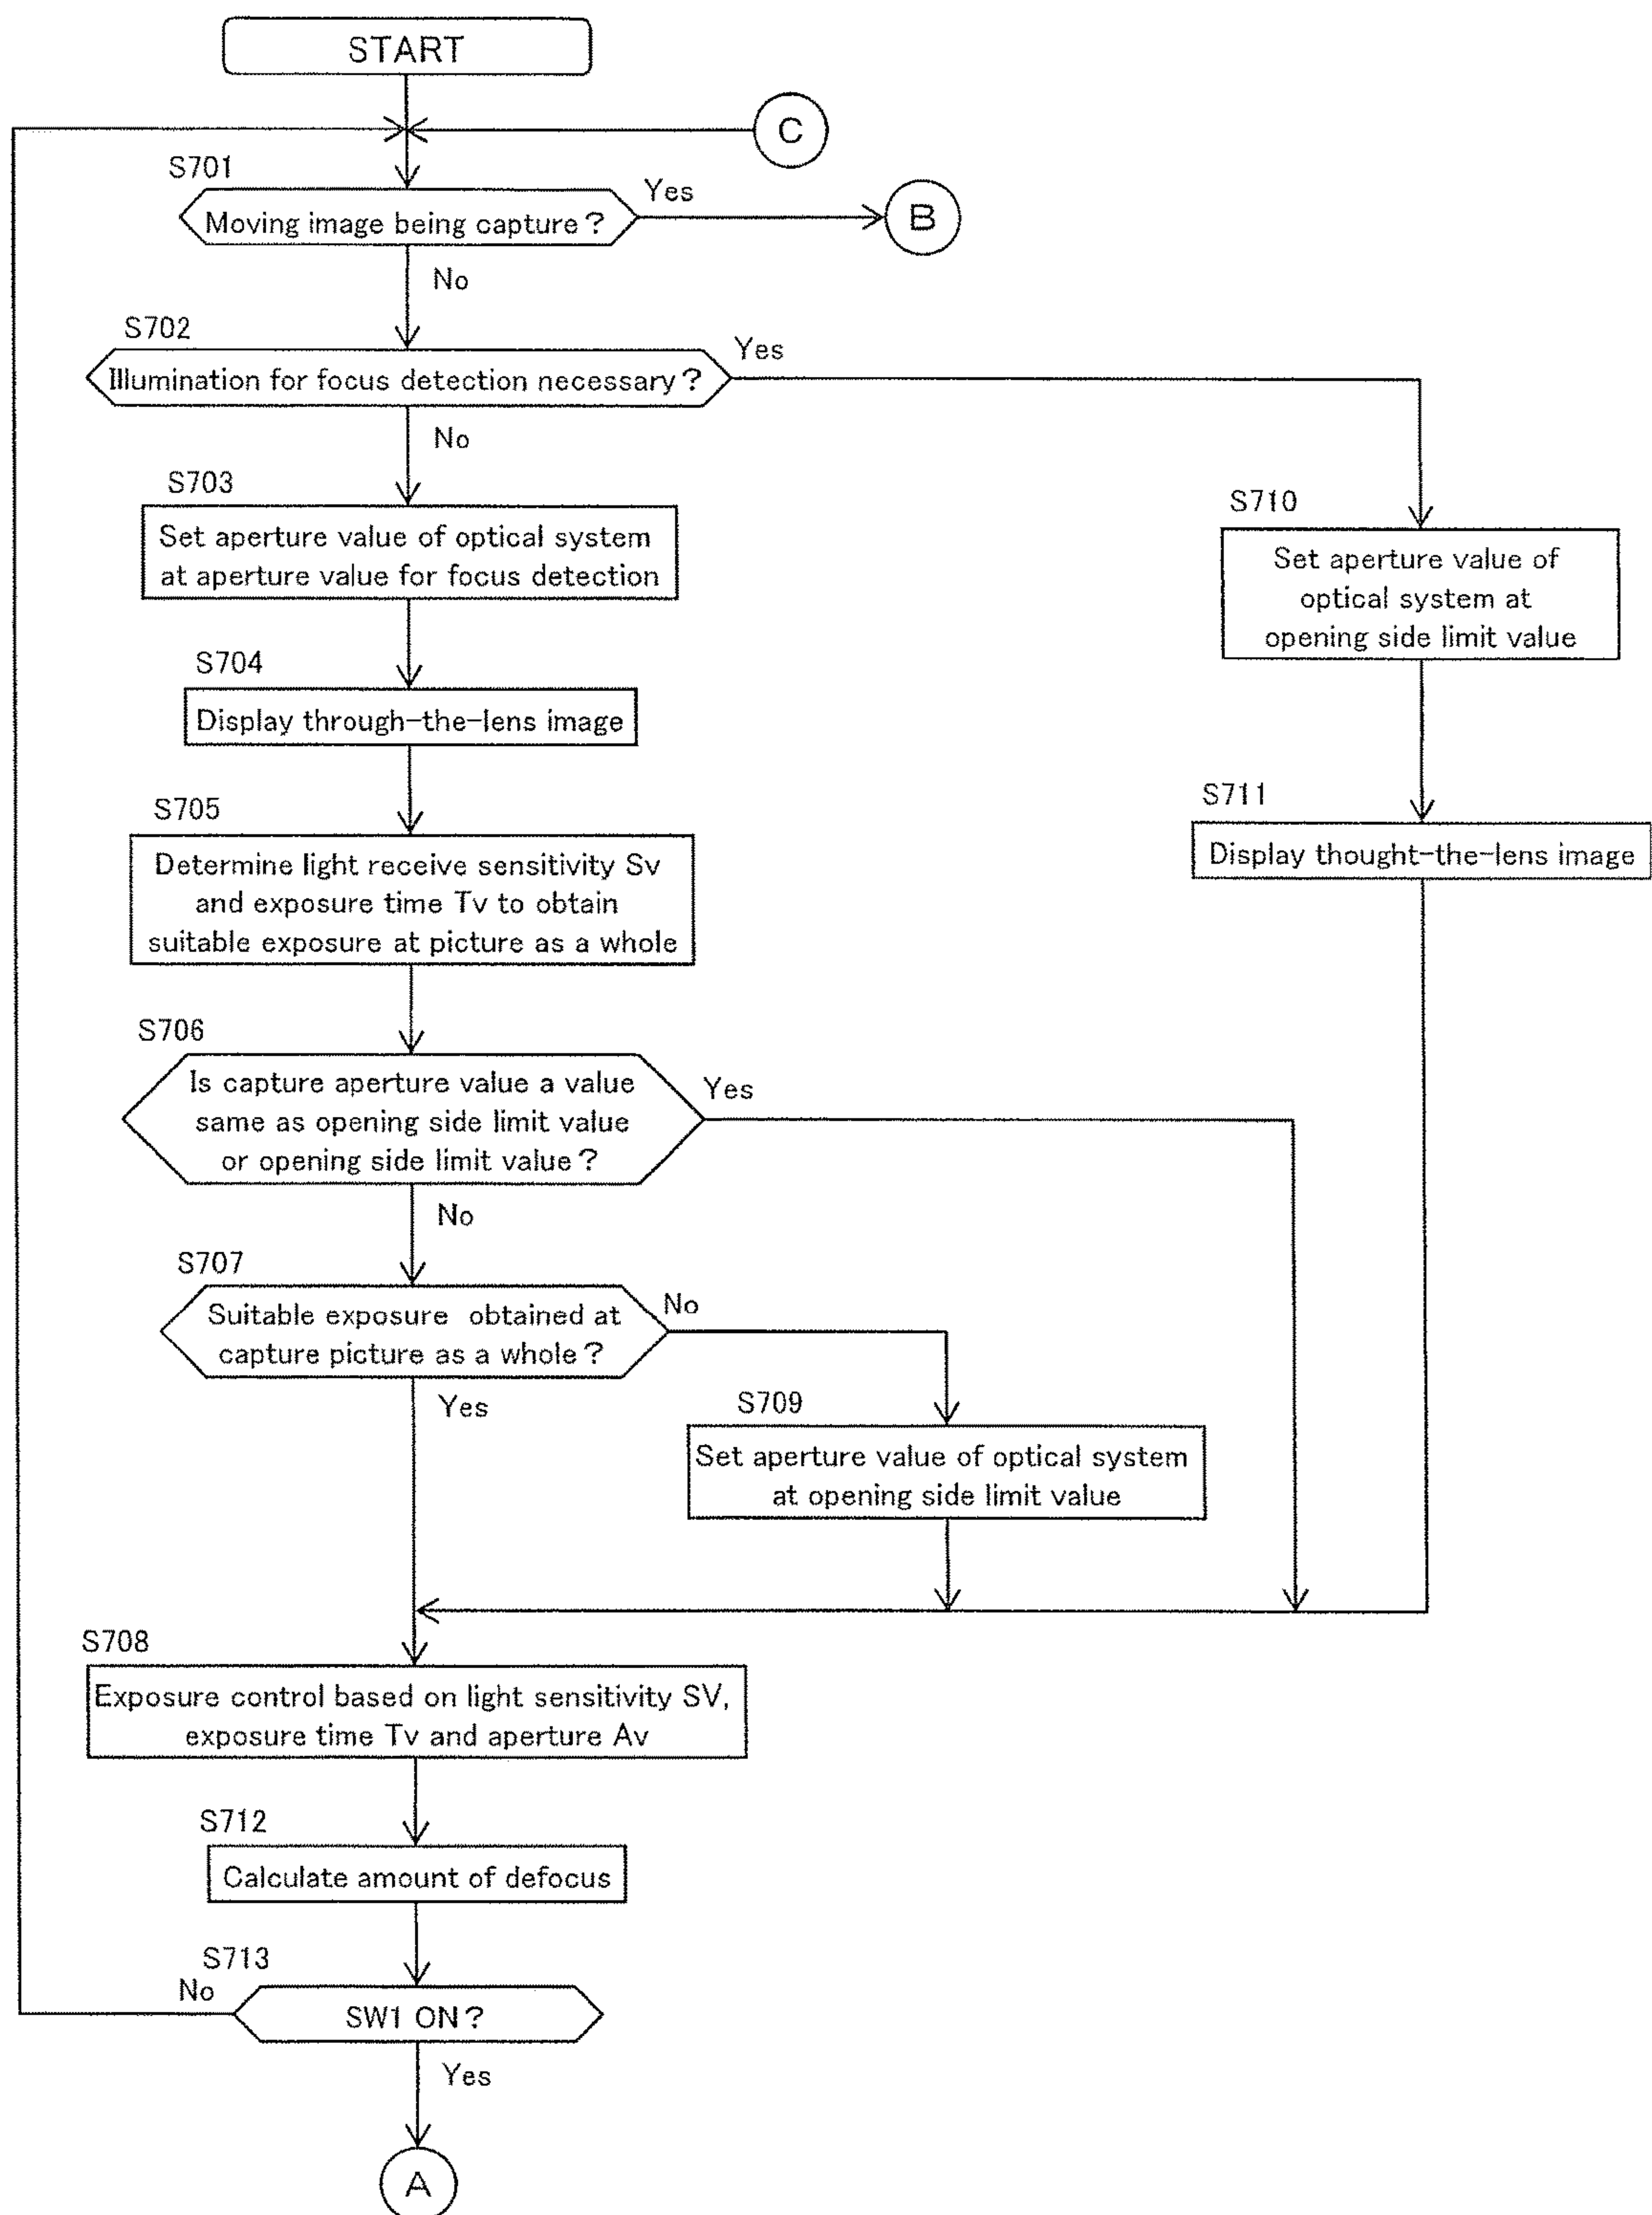 START
C
S701
Moving image being capture?
Yes
B
No
S702
Illumination for focus detection necessary?
Yes
No
S703
Set aperture value of optical system
at aperture value for focus detection
S710
Set aperture value of
optical system at
opening side limit value
S704
Display through-the-lens image
S711
Display thought-the-lens image
S705
Determine light receive sensitivity Sv
and exposure time Tv to obtain
suitable exposure at picture as a whole
S706
Is capture aperture value a value
same as opening side limit value
or opening side limit value?
Yes
No
S707
Suitable exposure obtained at
capture picture as a whole?
No
Yes
S709
Set aperture value of optical system
at opening side limit value
S708
Exposure control based on light sensitivity SV,
exposure time Tv and aperture Av
S712
Calculate amount of defocus
S713
No
SW1 ON?
Yes
A